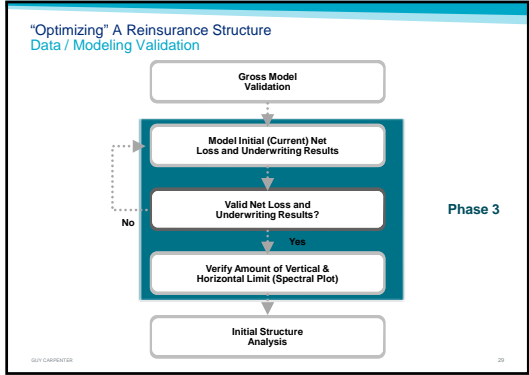 “Optimizing” A Reinsurance Structure
Data / Modeling Validation
Gross Model
Validation
Model Initial (Current) Net
Loss and Underwriting Results
Valid Net Loss and
Underwriting Results?
Phase 3
No
Yes
Verify Amount of Vertical &
Horizontal Limit (Spectral Plot)
Initial Structure
Analysis
GUY CARPENTER
29